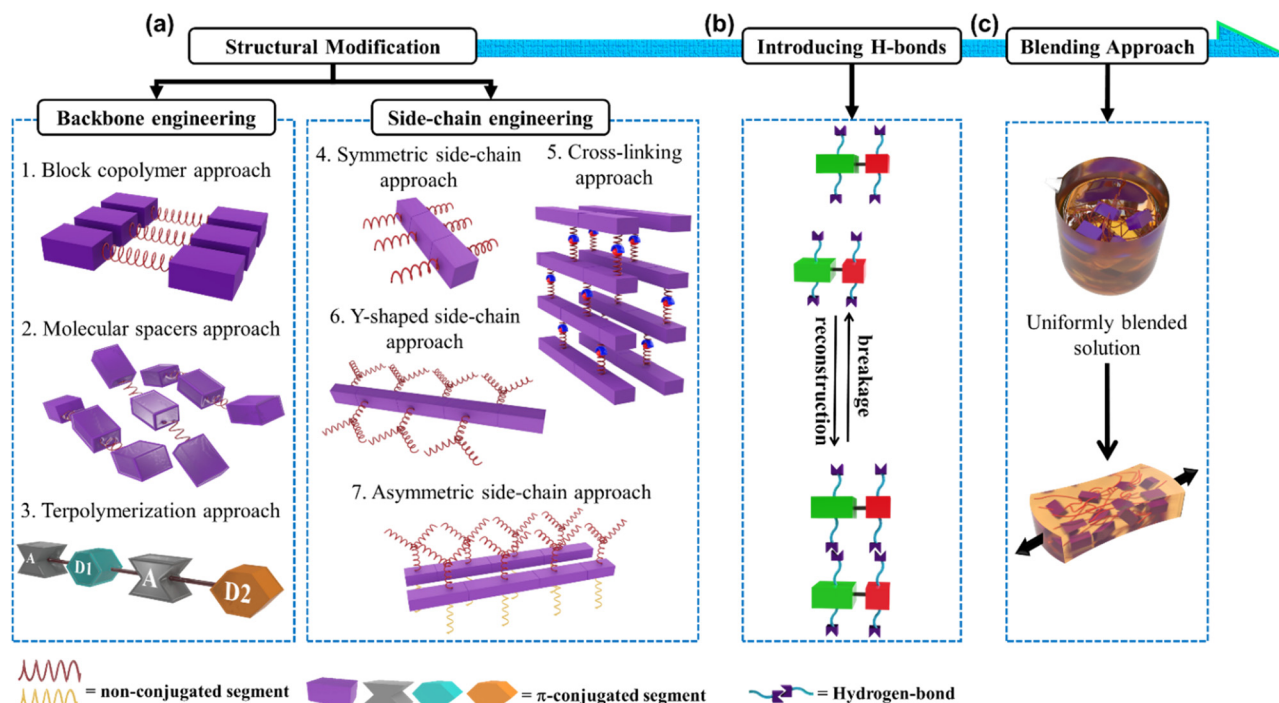 (a)
Structural Modification
(b)
Introducing H-bonds
(c)
Blending Approach
Backbone engineering
Side-chain engineering
1. Block copolymer approach
2. Molecular spacers approach
3. Terpolymerization approach
A
D1
A
D2
4. Symmetric side-chain
approach
5. Cross-linking
approach
6. Y-shaped side-chain
approach
7. Asymmetric side-chain approach
reconstruction
breakage
Uniformly blended
solution
= non-conjugated segment
= π-conjugated segment
= Hydrogen-bond